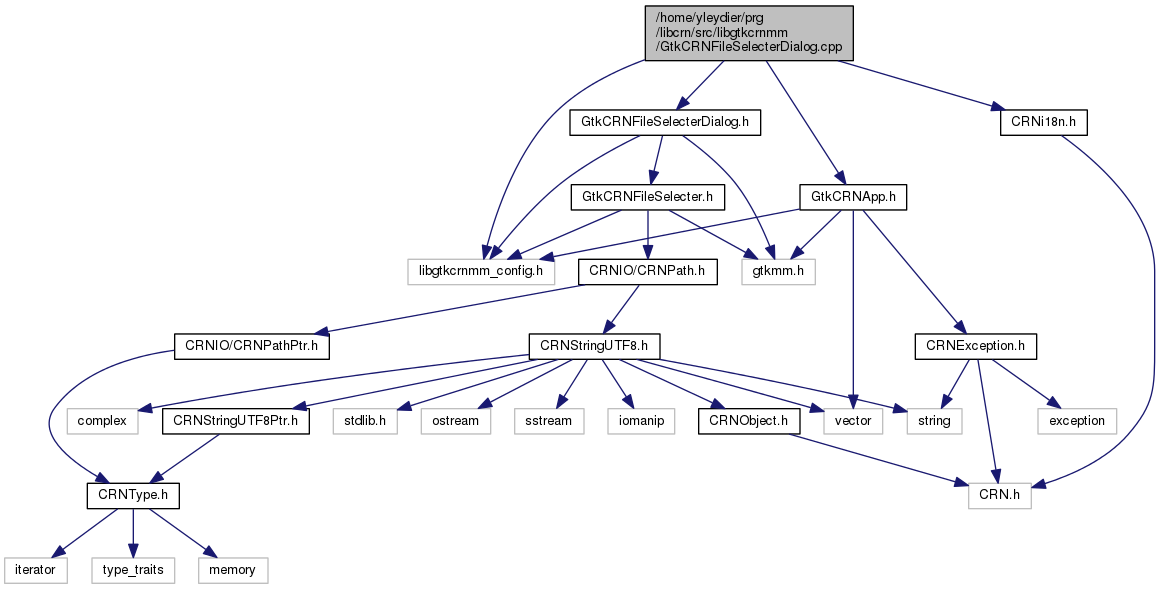 /home/yleydier/prg
/libcrn/src/libgtkcrnmm
/GtkCRNFileSelecterDialog.cpp
GtkCRNFileSelecterDialog.h
CRNi18n.h
GtkCRNFileSelecter.h
GtkCRNApp.h
libgtkcrnmm_config.h
CRNIO/CRNPath.h
gtkmm.h
CRNIO/CRNPathPtr.h
CRNStringUTF8.h
CRNException.h
complex
CRNStringUTF8Ptr.h
stdlib.h
ostream
sstream
iomanip
CRNObject.h
vector
string
exception
CRNType.h
CRN.h
iterator
type_traits
memory